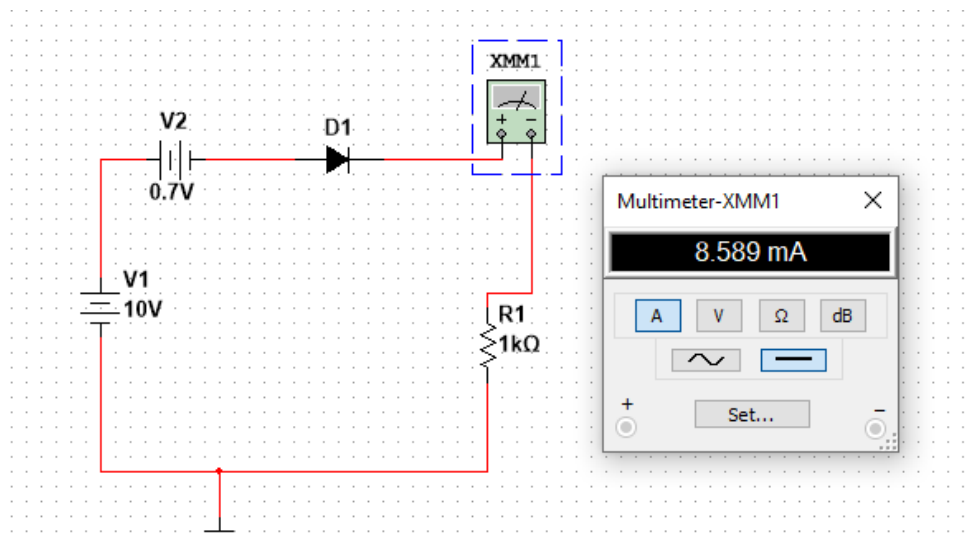 XMM1
+ −
V2
0.7V
D1
V1
10V
R1
1kΩ
Multimeter-XMM1
8.589 mA
A V Ω dB
+ Set... −